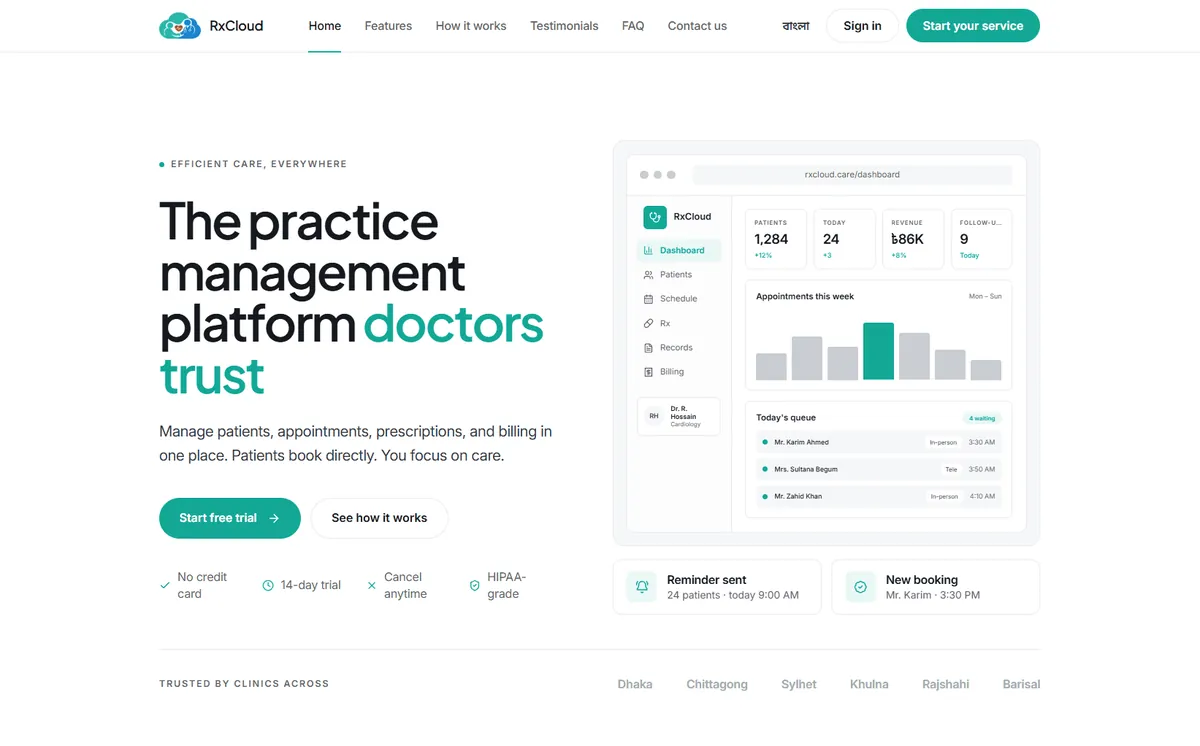 RxCloud
Home
Features
How it works
Testimonials
FAQ
Contact us
বাংলা
Sign in
Start your service
EFFICIENT CARE, EVERYWHERE
The practice
management
platform doctors
trust
Manage patients, appointments, prescriptions, and billing in
one place. Patients book directly. You focus on care.
Start free trial
See how it works
No credit
card
14-day trial
Cancel
anytime
HIPAA-
grade
rxcloud.care/dashboard
RxCloud
Dashboard
Patients
Schedule
Rx
Records
Billing
RH
Dr. R.
Hossain
Cardiology
PATIENTS
1,284
+12%
TODAY
24
+3
REVENUE
৳86K
+8%
FOLLOW-U...
9
Today
Appointments this week
Mon – Sun
Today's queue
4 waiting
Mr. Karim Ahmed
In-person
3:30 AM
Mrs. Sultana Begum
Tele
3:50 AM
Mr. Zahid Khan
In-person
4:10 AM
Reminder sent
24 patients · today 9:00 AM
New booking
Mr. Karim · 3:30 PM
TRUSTED BY CLINICS ACROSS
Dhaka
Chittagong
Sylhet
Khulna
Rajshahi
Barisal